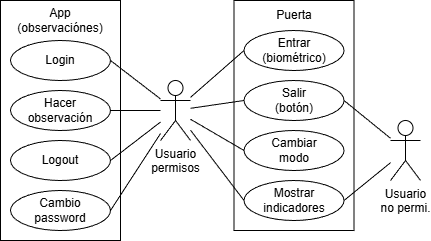 App
(observaciónes)
Login
Hacer
observación
Logout
Cambio
password
Usuario
permisos
Puerta
Entrar
(biométrico)
Salir
(botón)
Cambiar
modo
Mostrar
indicadores
Usuario
no permi.